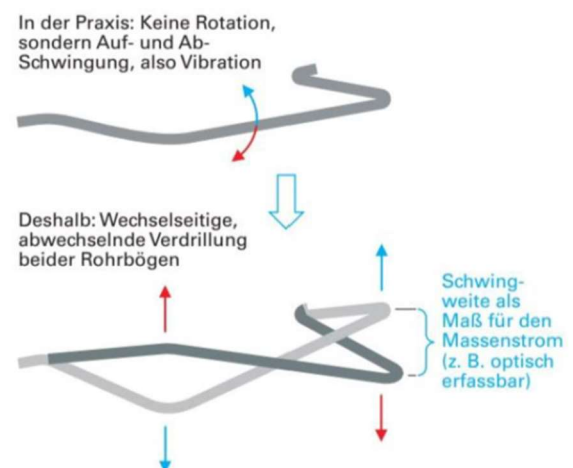 In der Praxis: Keine Rotation,
sondern Auf- und Ab-
Schwingung, also Vibration
Deshalb: Wechselseitige,
abwechselnde Verdrillung
beider Rohrbögen
Schwing-
weite als
Maß für den
Massenstrom
(z. B. optisch
erfassbar)